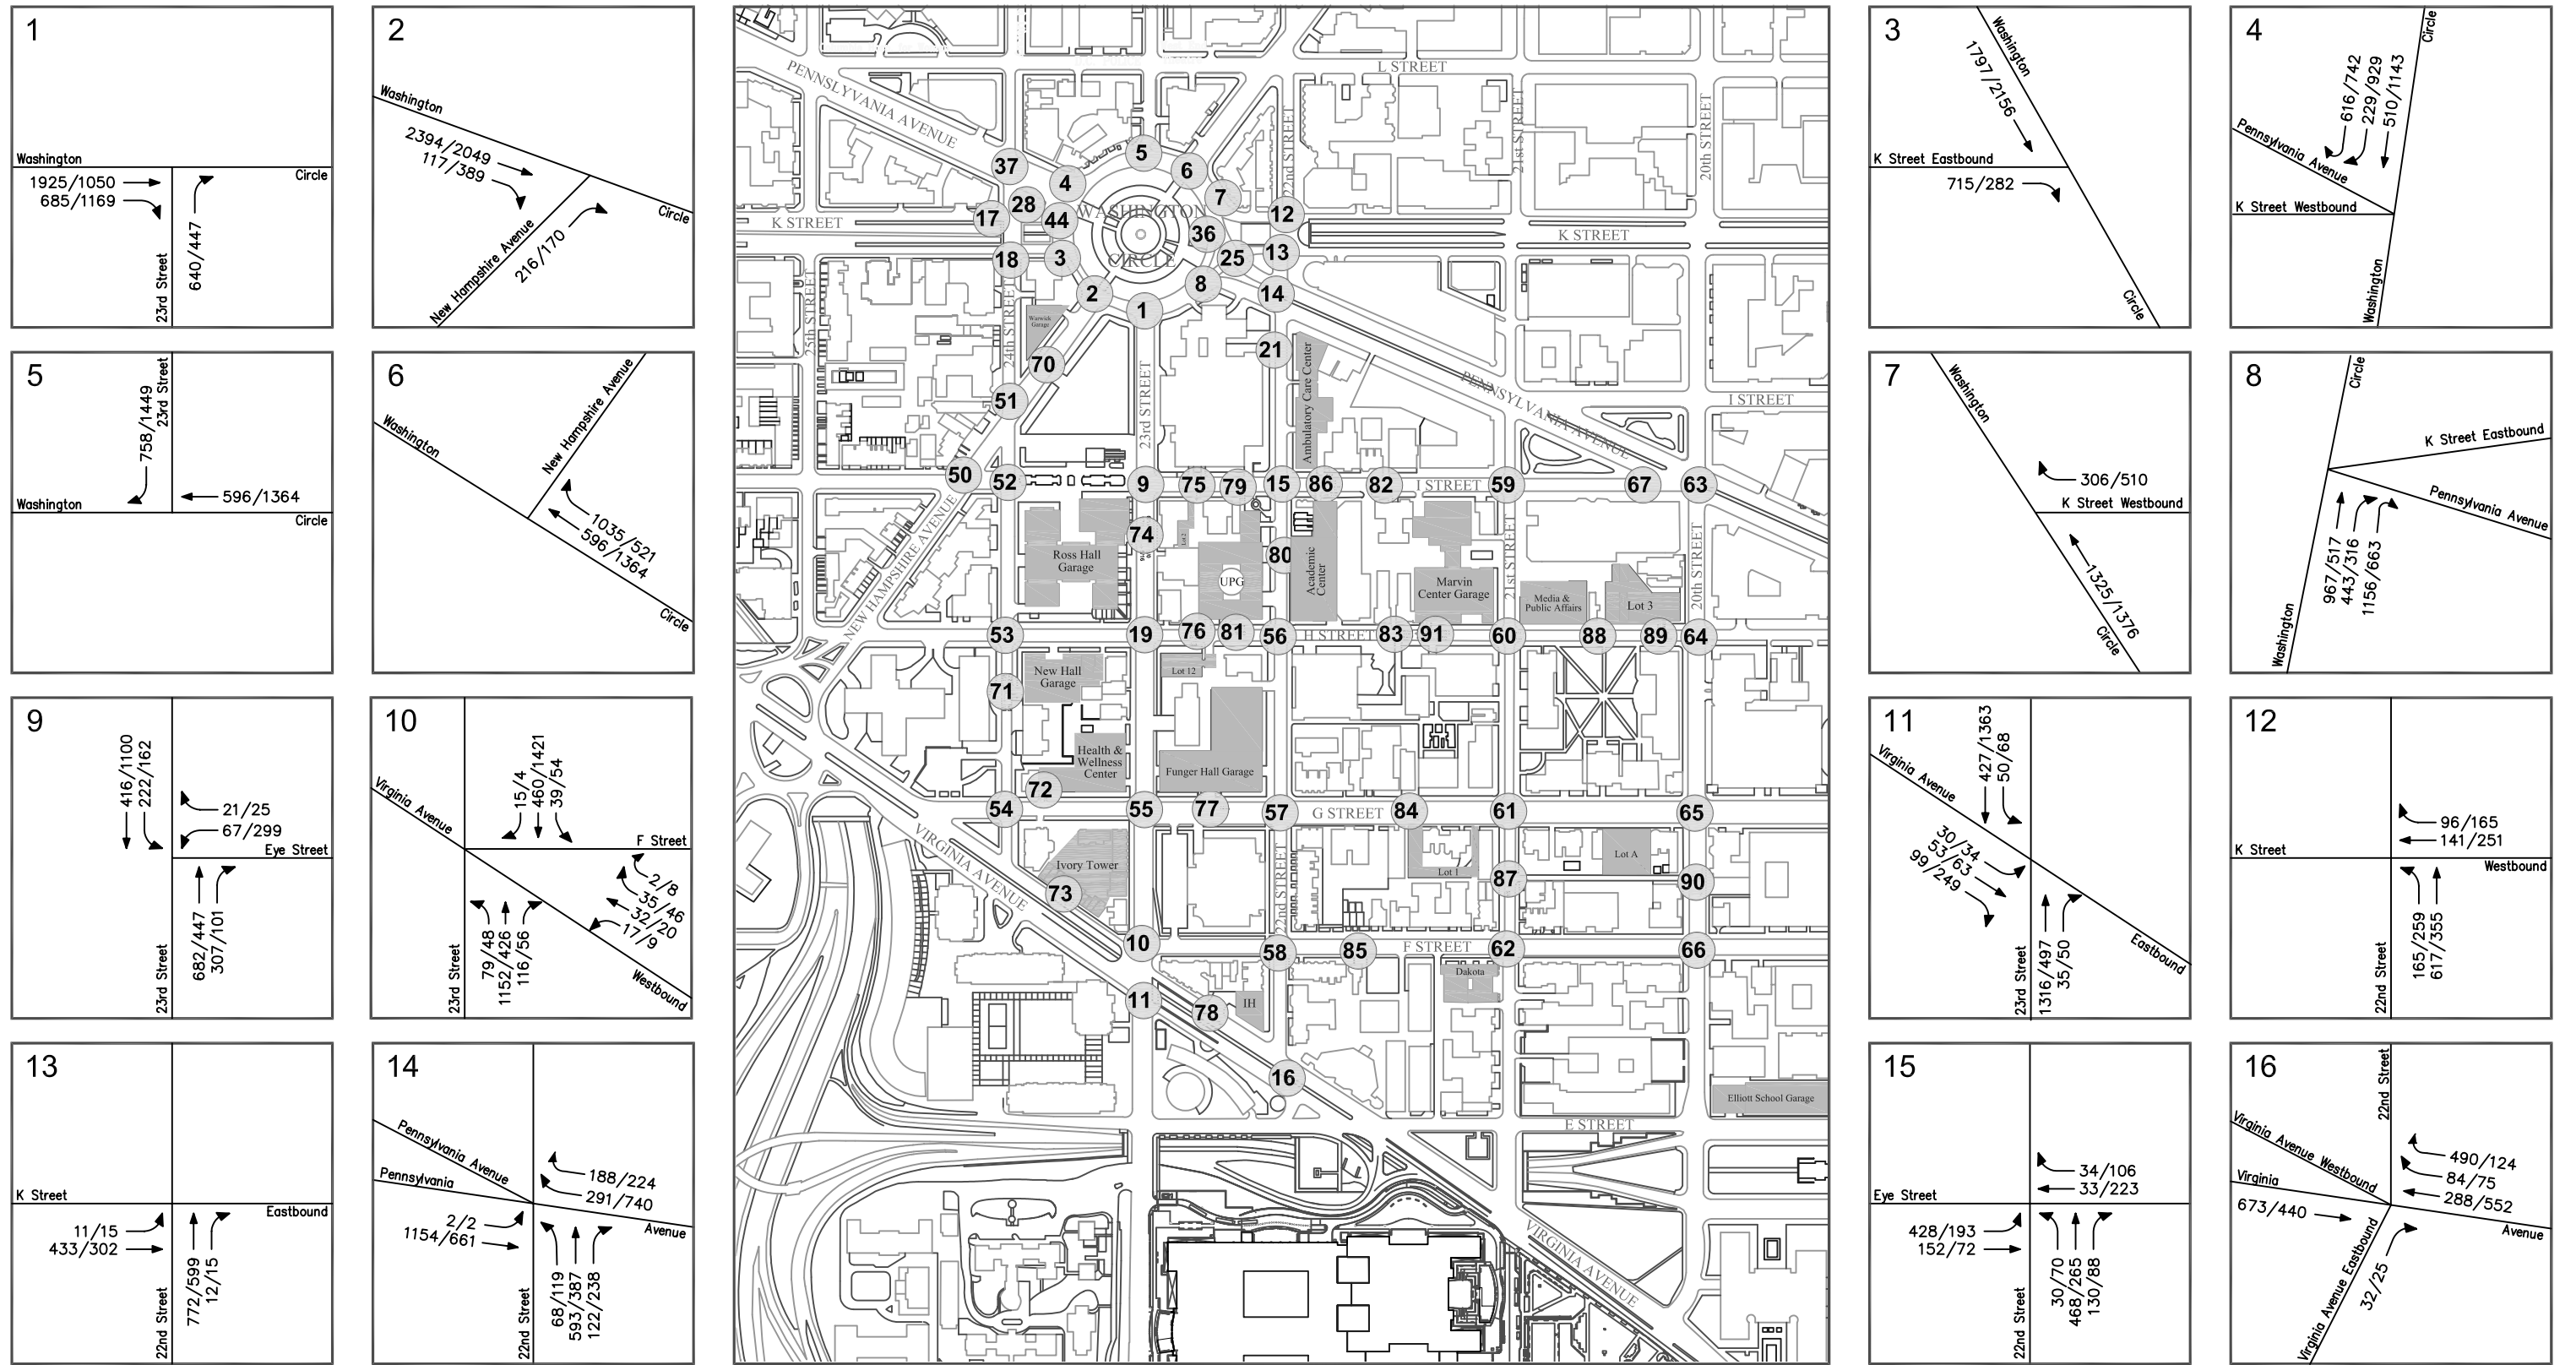 1
Washington
Circle
1925/1050
685/1169
640/447
23rd Street
2
Washington
2394/2049
117/389
Circle
216/170
New Hampshire Avenue
5
23rd Street
758/1449
596/1364
Washington
Circle
6
New Hampshire Avenue
Washington
1035/521
596/1364
Circle
9
416/1100
222/162
21/25
67/299
Eye Street
682/447
307/101
23rd Street
10
Virginia Avenue
15/4
460/421
39/54
F Street
2/8
35/46
32/20
17/9
79/48
1152/426
116/56
23rd Street
Westbound
13
K Street
Eastbound
11/15
433/302
772/599
12/15
22nd Street
14
Pennsylvania Avenue
Pennsylvania
188/224
291/740
2/2
1154/661
Avenue
68/119
593/387
122/238
22nd Street
L STREET
PENNSLYVANIA AVENUE
22ND STREET
21st STREET
20th STREET
5
37
6
4
7
28
WASHINGTON
12
17
44
K STREET
36
K STREET
18
3
CIRCLE
25
13
2
8
14
1
25th STREET
24th STREET
Warwick
Garage
21
70
Ambulatory Care Center
PENNSYLVANIA AVENUE
51
I STREET
23rd STREET
50
52
9
75
79
15
86
82
I STREET
59
67
63
74
Lot 2
Ross Hall
Garage
80
Academic
Center
UPG
Marvin
Center Garage
21st STREET
Media &
Public Affairs
Lot 3
20th STREET
NEW HAMPSHIRE AVENUE
53
19
76
81
56
H STREET
83
91
60
88
89
64
New Hall
Garage
Lot 12
71
Health &
Wellness
Center
Funger Hall Garage
72
54
55
77
57
G STREET
84
61
65
VIRGINIA AVENUE
Ivory Tower
Lot 1
Lot A
73
87
90
22nd STREET
10
58
85
F STREET
62
66
Dakota
11
78
IH
16
Elliott School Garage
E STREET
VIRGINIA AVENUE
3
Washington
1797/2156
K Street Eastbound
715/282
Circle
4
Circle
616/742
229/929
510/1143
Pennsylvania Avenue
K Street Westbound
Washington
7
Washington
306/510
K Street Westbound
1325/1376
Circle
8
Circle
K Street Eastbound
Pennsylvania Avenue
967/517
443/316
1156/663
Washington
11
427/1363
50/68
Virginia Avenue
30/34
53/63
99/249
Eastbound
1316/497
35/50
23rd Street
12
96/165
141/251
K Street
Westbound
165/259
617/355
22nd Street
15
34/106
33/223
Eye Street
428/193
152/72
30/70
468/265
130/88
22nd Street
16
22nd Street
Virginia Avenue Westbound
490/124
84/75
288/552
Virginia
673/440
Avenue
32/25
Virginia Avenue Eastbound